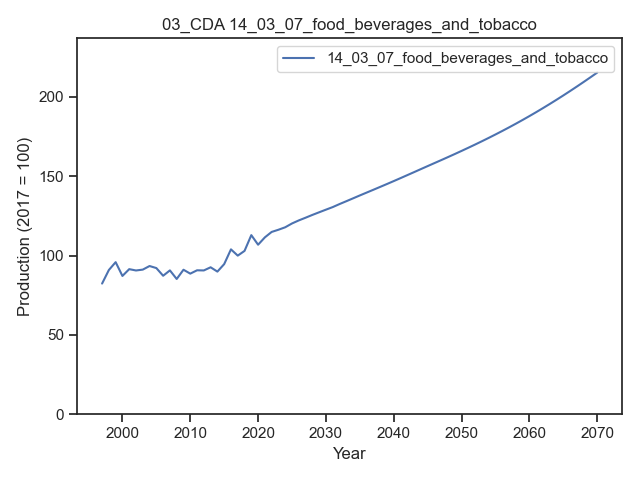 03_CDA 14_03_07_food_beverages_and_tobacco
14_03_07_food_beverages_and_tobacco
Production (2017 = 100)
200
150
100
50
0
2000 2010 2020 2030 2040 2050 2060 2070
Year